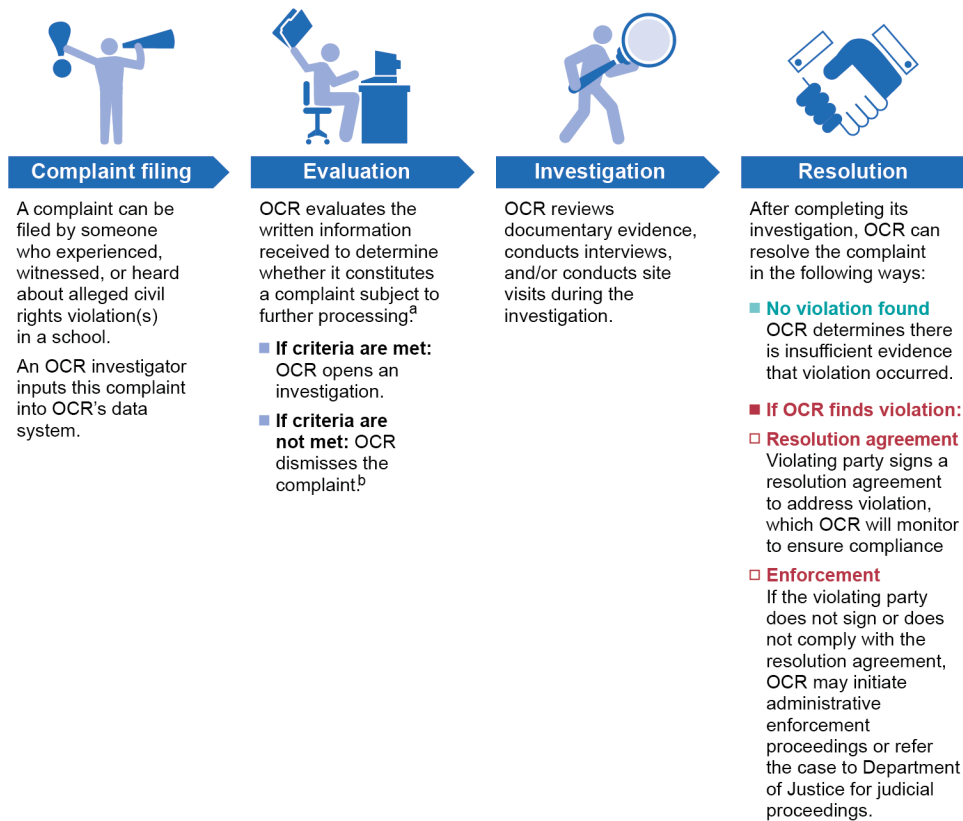 Complaint filing
A complaint can be
filed by someone
who experienced,
witnessed, or heard
about alleged civil
rights violation(s)
in a school.
An OCR investigator
inputs this complaint
into OCR's data
system.
Evaluation
OCR evaluates the
written information
received to determine
whether it constitutes
a complaint subject to
further processing.a
If criteria are met:
OCR opens an
investigation.
If criteria are
not met: OCR
dismisses the
complaint.b
Investigation
OCR reviews
documentary evidence,
conducts interviews,
and/or conducts site
visits during the
investigation.
Resolution
After completing its
investigation, OCR can
resolve the complaint
in the following ways:
No violation found
OCR determines there
is insufficient evidence
that violation occurred.
If OCR finds violation:
Resolution agreement
Violating party signs a
resolution agreement
to address violation,
which OCR will monitor
to ensure compliance
Enforcement
If the violating party
does not sign or does
not comply with the
resolution agreement,
OCR may initiate
administrative
enforcement
proceedings or refer
the case to Department
of Justice for judicial
proceedings.